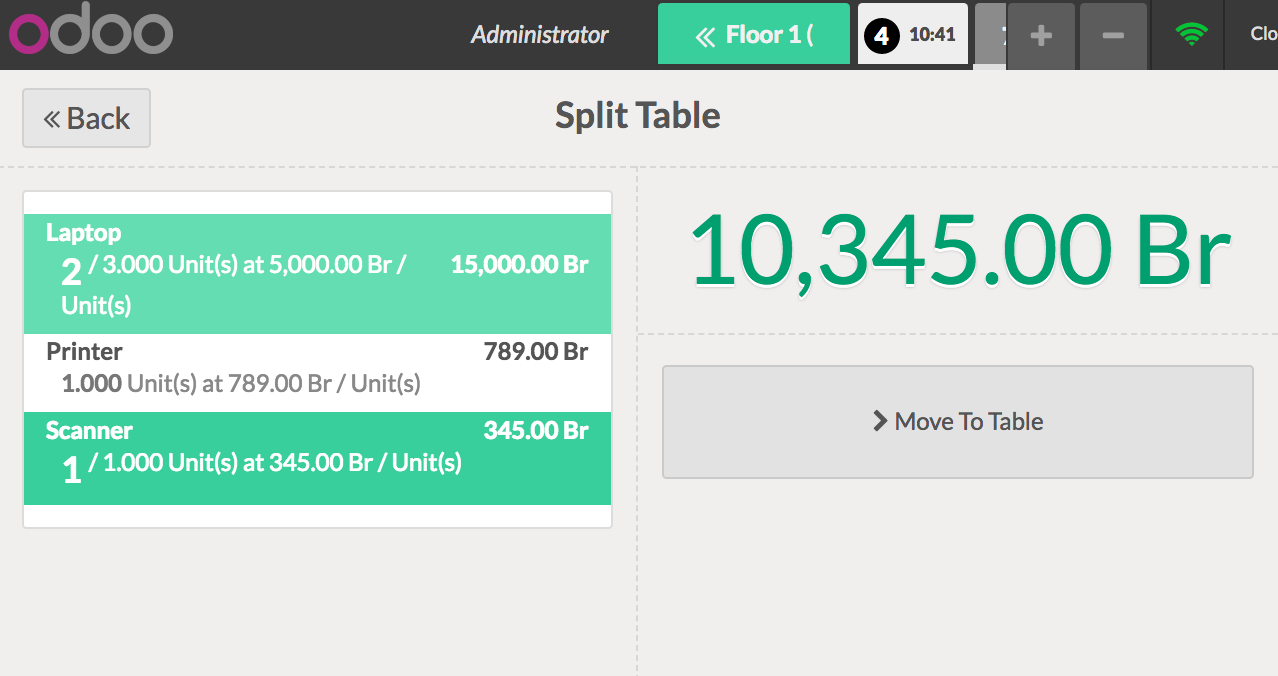 odoo
Administrator
Floor 1 (
4 10:41
Clo
Back
Split Table
Laptop
2 / 3.000 Unit(s) at 5,000.00 Br / 15,000.00 Br
Unit(s)
Printer 789.00 Br
1.000 Unit(s) at 789.00 Br / Unit(s)
Scanner 345.00 Br
1 / 1.000 Unit(s) at 345.00 Br / Unit(s)
10,345.00 Br
Move To Table